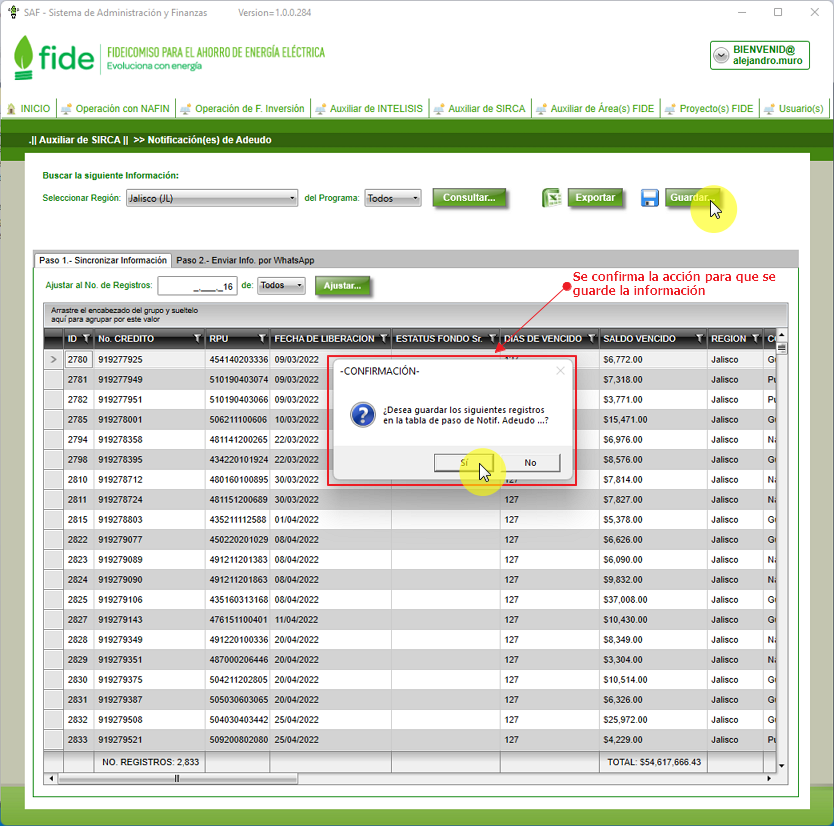 SAF - Sistema de Administración y Finanzas Version=1.0.0.284
fide
FIDEICOMISO PARA EL AHORRO DE ENERGÍA ELÉCTRICA
Evoluciona con energía
BIENVENID@
alejandro.muro
INICIO Operación con NAFIN Operación de F. Inversión Auxiliar de INTELISIS Auxiliar de SIRCA Auxiliar de Área(s) FIDE Proyecto(s) FIDE Usuario(s)
.|| Auxiliar de SIRCA || >> Notificación(es) de Adeudo
Buscar la siguiente Información:
Seleccionar Región: Jalisco (JL) del Programa: Todos Consultar... Exportar Guardar...
Paso 1.- Sincronizar Información Paso 2.- Enviar Info. por WhatsApp
Ajustar al No. de Registros: _.___._16 de: Todos Ajustar...
Se confirma la acción para que se
guarde la información
Arrastre el encabezado del grupo y sueltelo
aquí para agrupar por este valor
ID No. CREDITO RPU FECHA DE LIBERACION ESTATUS FONDO Sr. DIAS DE VENCIDO SALDO VENCIDO REGION
2780 919277925 454140203336 09/03/2022 127 $6,772.00 Jalisco
2781 919277949 510190403074 09/03/2022 $7,318.00 Jalisco
2782 919277951 510190403066 09/03/2022 $3,771.00 Jalisco
2785 919278001 506211100606 10/03/2022 $15,471.00 Jalisco
2794 919278358 481141200265 22/03/2022 $6,976.00 Jalisco
2798 919278395 434220101924 22/03/2022 $8,576.00 Jalisco
2810 919278712 480160100895 30/03/2022 127 $7,814.00 Jalisco
2811 919278724 481151200689 30/03/2022 127 $7,827.00 Jalisco
2815 919278803 435211112588 01/04/2022 127 $5,378.00 Jalisco
2822 919279077 450220201029 08/04/2022 127 $6,626.00 Jalisco
2823 919279089 491211201383 08/04/2022 127 $6,090.00 Jalisco
2824 919279090 491211201863 08/04/2022 127 $9,832.00 Jalisco
2825 919279106 435160313168 08/04/2022 127 $37,008.00 Jalisco
2827 919279143 476151100401 11/04/2022 127 $10,430.00 Jalisco
2828 919279349 491220100336 20/04/2022 127 $8,349.00 Jalisco
2829 919279351 487000206446 20/04/2022 127 $3,304.00 Jalisco
2830 919279375 504211202805 20/04/2022 127 $10,514.00 Jalisco
2831 919279387 505030603065 20/04/2022 127 $6,326.00 Jalisco
2832 919279508 504030403442 25/04/2022 127 $25,972.00 Jalisco
2833 919279521 509200802080 25/04/2022 127 $4,229.00 Jalisco
NO. REGISTROS: 2,833 TOTAL: $54,617,666.43
-CONFIRMACIÓN-
¿Desea guardar los siguientes registros
en la tabla de paso de Notif. Adeudo ...?
Sí No